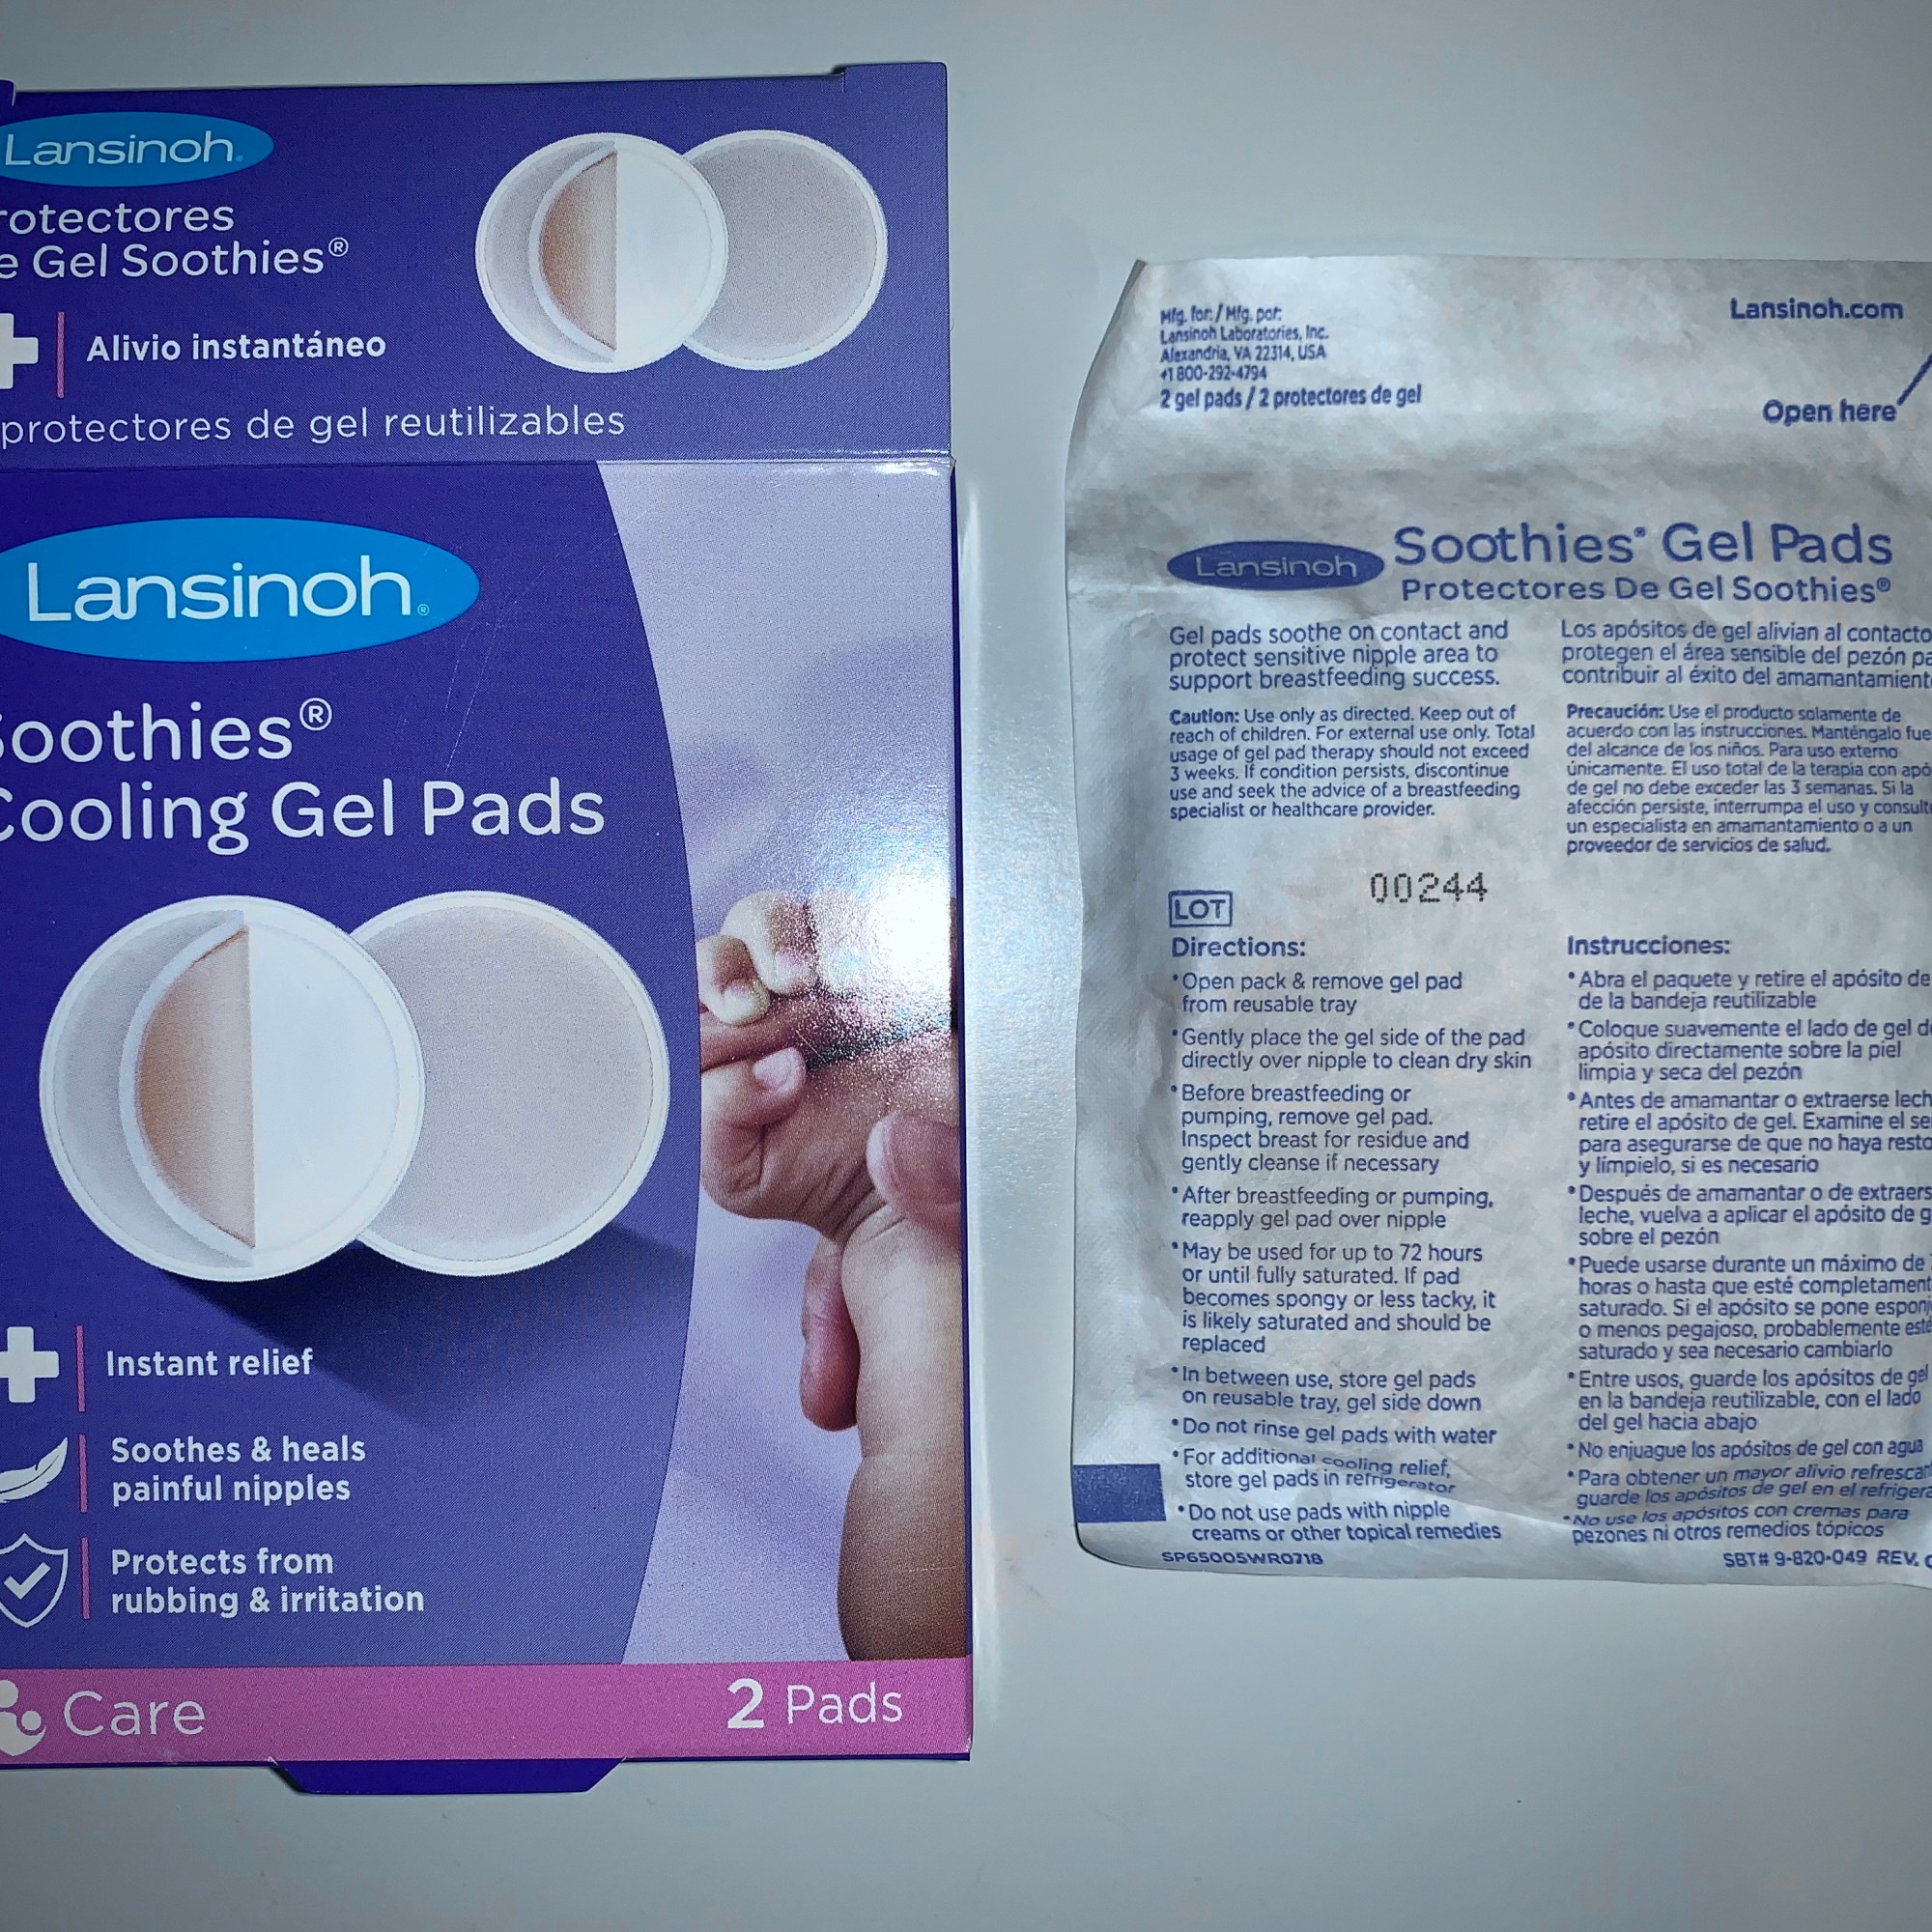 Lansinoh®
rotectores
e Gel Soothies®
Alivio instantáneo
protectores de gel reutilizables
Lansinoh®
Soothies®
Cooling Gel Pads
Instant relief
Soothes & heals
painful nipples
Protects from
rubbing & irritation
Care
2 Pads
Mfg. for: / Mfg. por:
Lansinoh Laboratories, Inc.
Alexandria, VA 22314, USA
+1 800-292-4794
2 gel pads / 2 protectores de gel
Lansinoh.com
Open here
Lansinoh
Soothies® Gel Pads
Protectores De Gel Soothies®
Gel pads soothe on contact and
protect sensitive nipple area to
support breastfeeding success.
Caution: Use only as directed. Keep out of
reach of children. For external use only. Total
usage of gel pad therapy should not exceed
3 weeks. If condition persists, discontinue
use and seek the advice of a breastfeeding
specialist or healthcare provider.
LOT
00244
Directions:
•Open pack & remove gel pad
from reusable tray
•Gently place the gel side of the pad
directly over nipple to clean dry skin
•Before breastfeeding or
pumping, remove gel pad.
Inspect breast for residue and
gently cleanse if necessary
•After breastfeeding or pumping,
reapply gel pad over nipple
•May be used for up to 72 hours
or until fully saturated. If pad
becomes spongy or less tacky, it
is likely saturated and should be
replaced
•In between use, store gel pads
on reusable tray, gel side down
•Do not rinse gel pads with water
•For additional cooling relief,
store gel pads in refrigerator
•Do not use pads with nipple
creams or other topical remedies
SP65005WR0718
Los apósitos de gel alivian al contacto
protegen el área sensible del pezón pa
contribuir al éxito del amamantamient
Precaución: Use el producto solamente de
acuerdo con las instrucciones. Manténgalo fue
del alcance de los niños. Para uso externo
únicamente. El uso total de la terapia con apó
de gel no debe exceder las 3 semanas. Si la
afección persiste, interrumpa el uso y consult
un especialista en amamantamiento o a un
proveedor de servicios de salud.
Instrucciones:
•Abra el paquete y retire el apósito de
de la bandeja reutilizable
•Coloque suavemente el lado de gel d
apósito directamente sobre la piel
limpia y seca del pezón
•Antes de amamantar o extraerse lech
retire el apósito de gel. Examine el se
para asegurarse de que no haya resto
y límpielo, si es necesario
•Después de amamantar o de extraers
leche, vuelva a aplicar el apósito de g
sobre el pezón
•Puede usarse durante un máximo de
horas o hasta que esté completament
saturado. Si el apósito se pone espon
o menos pegajoso, probablemente esté
saturado y sea necesario cambiarlo
•Entre usos, guarde los apósitos de gel
en la bandeja reutilizable, con el lado
del gel hacia abajo
•No enjuague los apósitos de gel con agua
•Para obtener un mayor alivio refrescan
guarde los apósitos de gel en el refriger
•No use los apósitos con cremas para
pezones ni otros remedios tópicos
SBT# 9-820-049 REV.